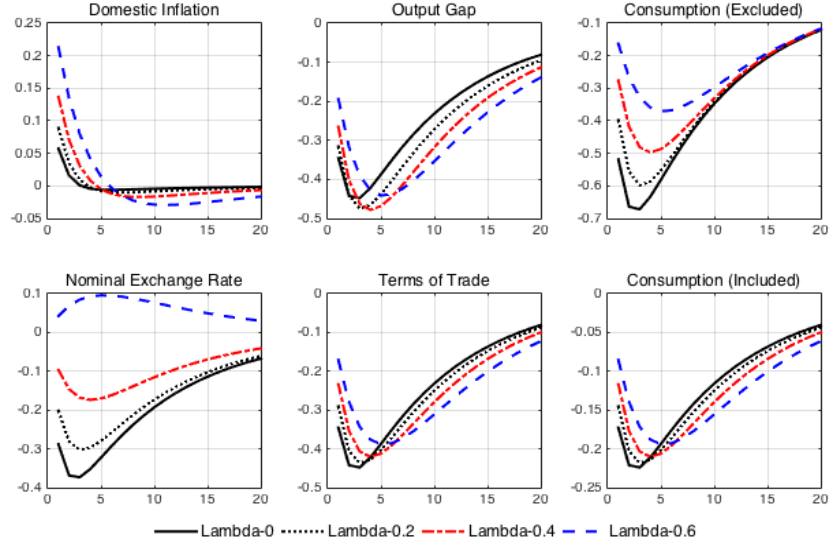 Domestic Inflation
0.25
0.2
0.15
0.1
0.05
0
-0.05
0 5 10 15 20
Output Gap
0
-0.1
-0.2
-0.3
-0.4
-0.5
0 5 10 15 20
Consumption (Excluded)
-0.1
-0.2
-0.3
-0.4
-0.5
-0.6
-0.7
0 5 10 15 20
Nominal Exchange Rate
0.1
0
-0.1
-0.2
-0.3
-0.4
0 5 10 15 20
Terms of Trade
0
-0.1
-0.2
-0.3
-0.4
-0.5
0 5 10 15 20
Consumption (Included)
0
-0.05
-0.1
-0.15
-0.2
-0.25
0 5 10 15 20
Lambda-0 Lambda-0.2 Lambda-0.4 Lambda-0.6